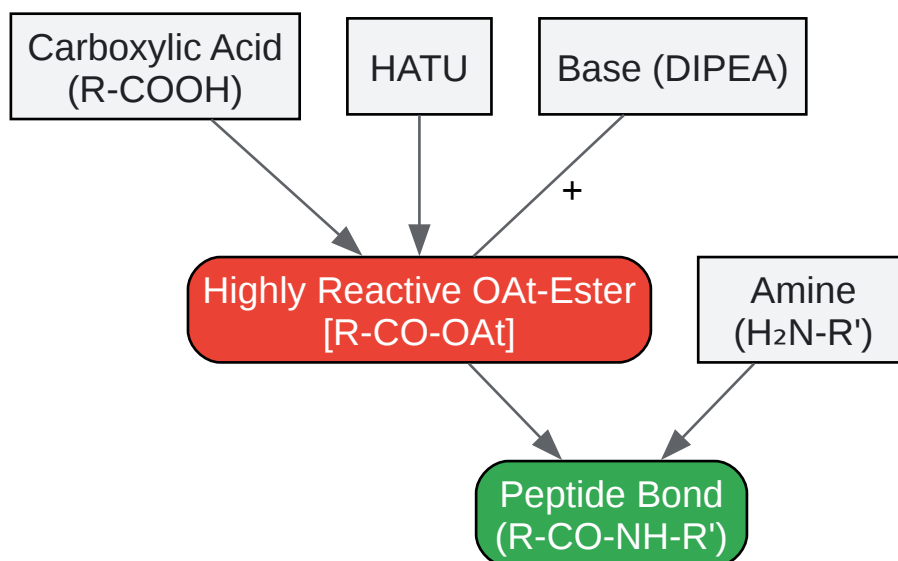 Carboxylic Acid
(R-COOH)
HATU
Base (DIPEA)
+
Highly Reactive OAt-Ester
[R-CO-OAt]
Amine
(H₂N-R')
Peptide Bond
(R-CO-NH-R')